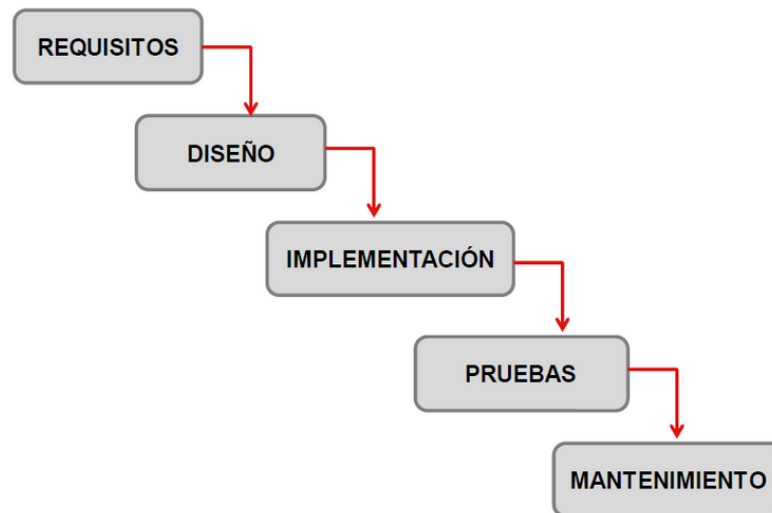 REQUISITOS
DISEÑO
IMPLEMENTACIÓN
PRUEBAS
MANTENIMIENTO